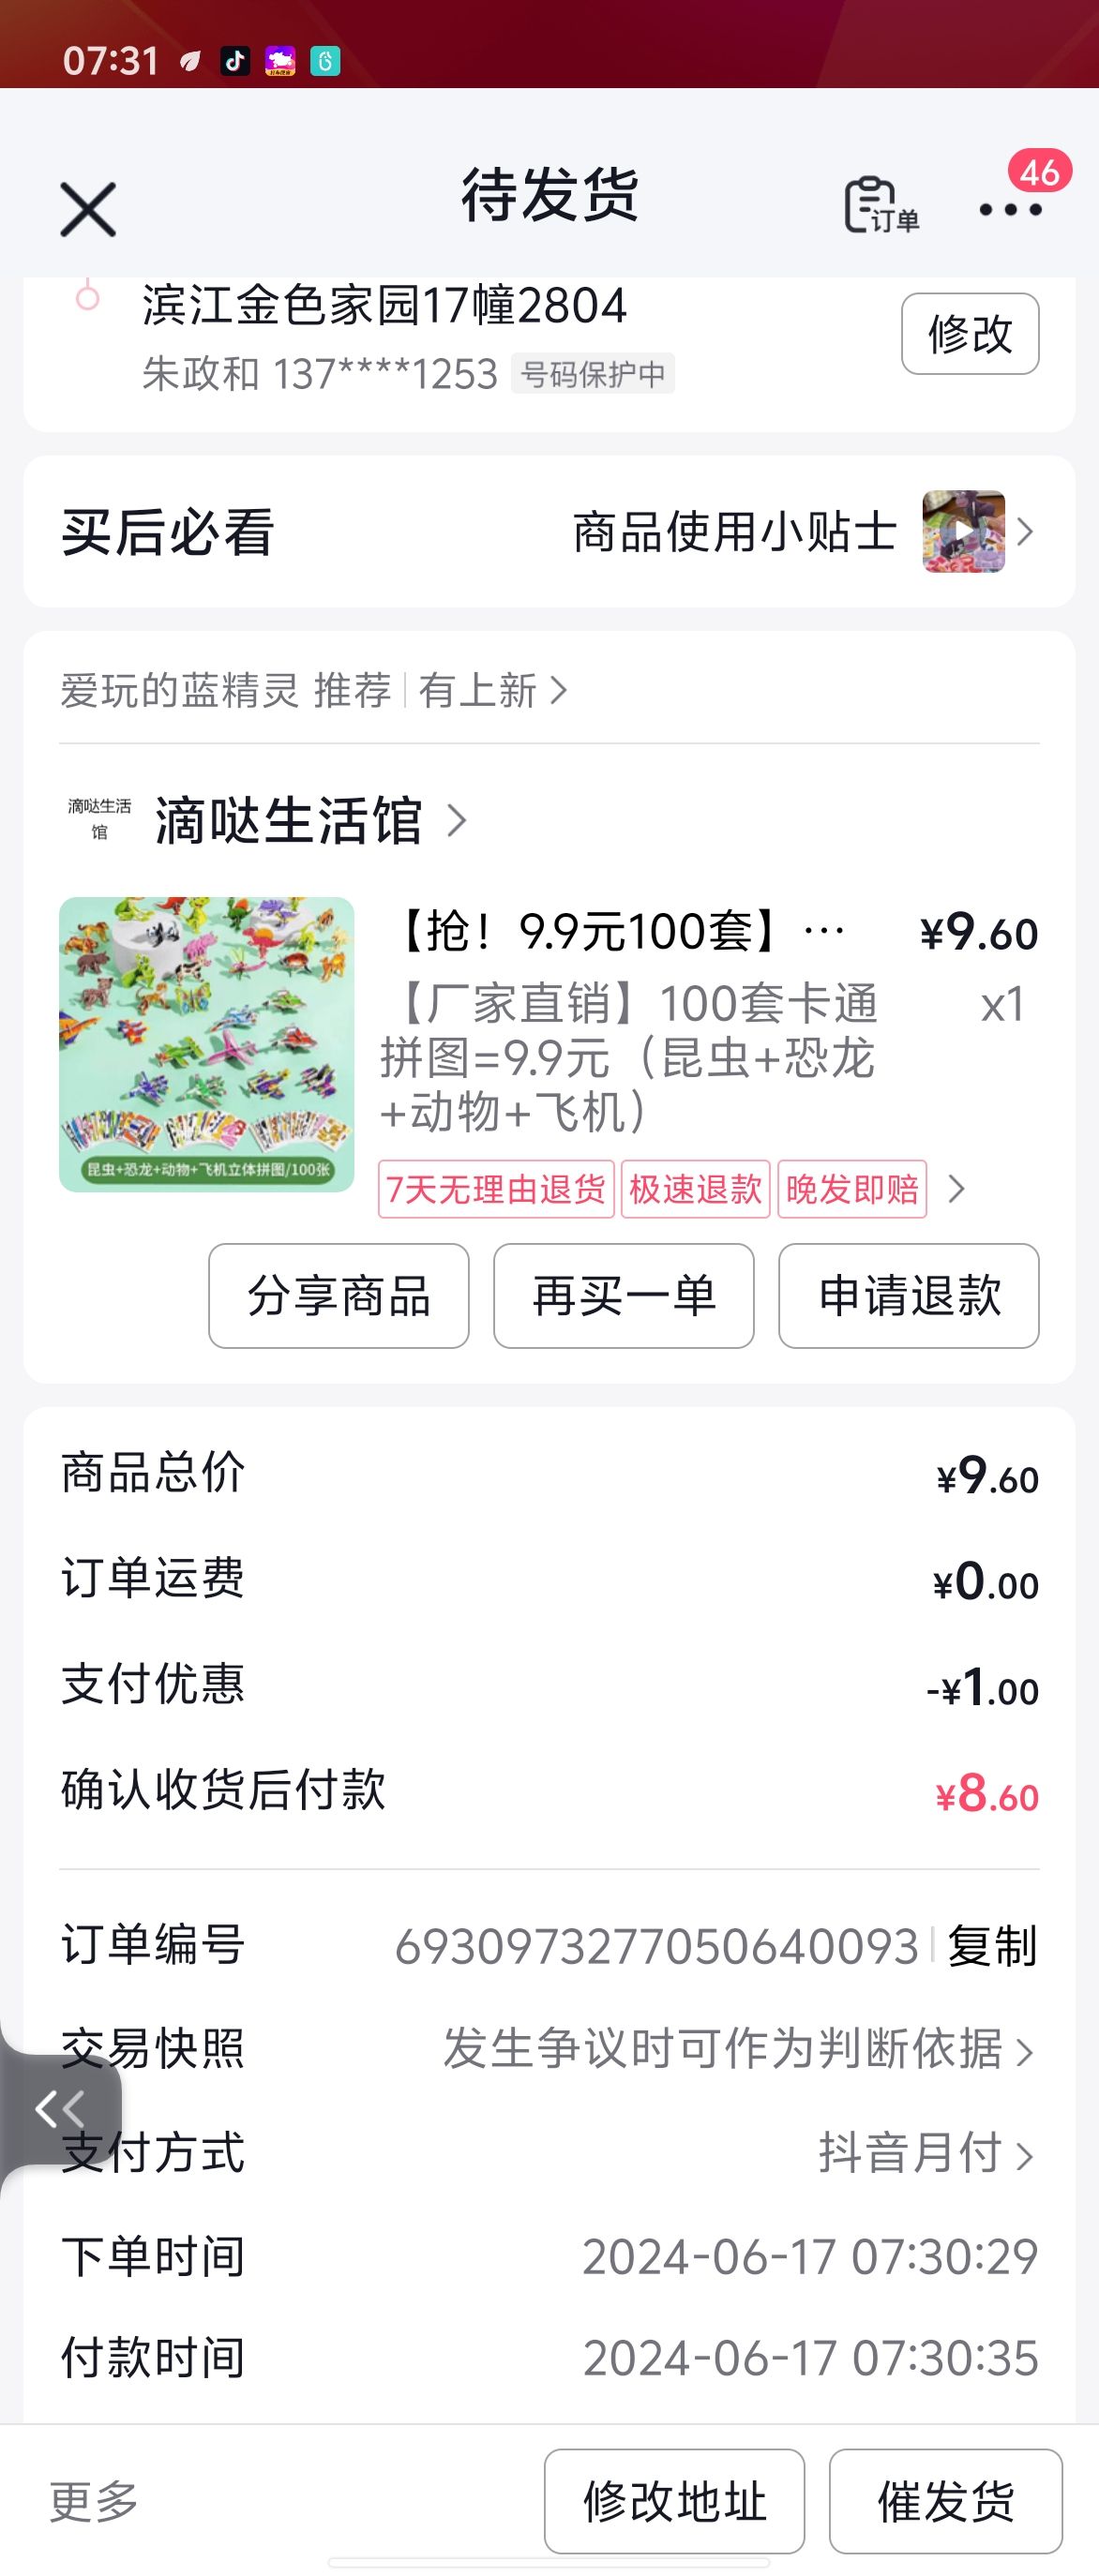 07:31
待发货
订单
46
滨江金色家园17幢2804
修改
朱政和 137****1253 号码保护中
买后必看
商品使用小贴士
爱玩的蓝精灵 推荐 有上新
滴哒生活
馆
滴哒生活馆
【抢！9.9元100套】… ¥9.60
【厂家直销】100套卡通 x1
拼图=9.9元（昆虫+恐龙
+动物+飞机）
昆虫+恐龙+动物+飞机立体拼图/100张
7天无理由退货 极速退款 晚发即赔
分享商品 再买一单 申请退款
商品总价 ¥9.60
订单运费 ¥0.00
支付优惠 -¥1.00
确认收货后付款 ¥8.60
订单编号 6930973277050640093 复制
交易快照 发生争议时可作为判断依据
支付方式 抖音月付
下单时间 2024-06-17 07:30:29
付款时间 2024-06-17 07:30:35
更多 修改地址 催发货